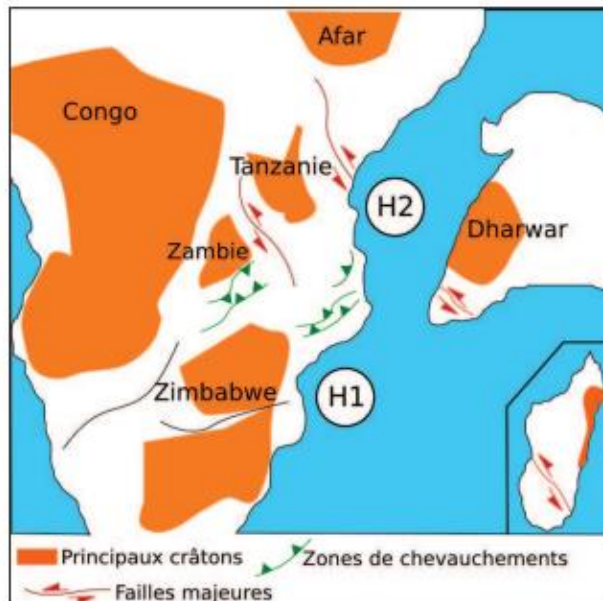 Afar
Congo
Tanzanie
H2
Dharwar
Zambie
Zimbabwe
H1
Principaux crâtons
Zones de chevauchements
Failles majeures